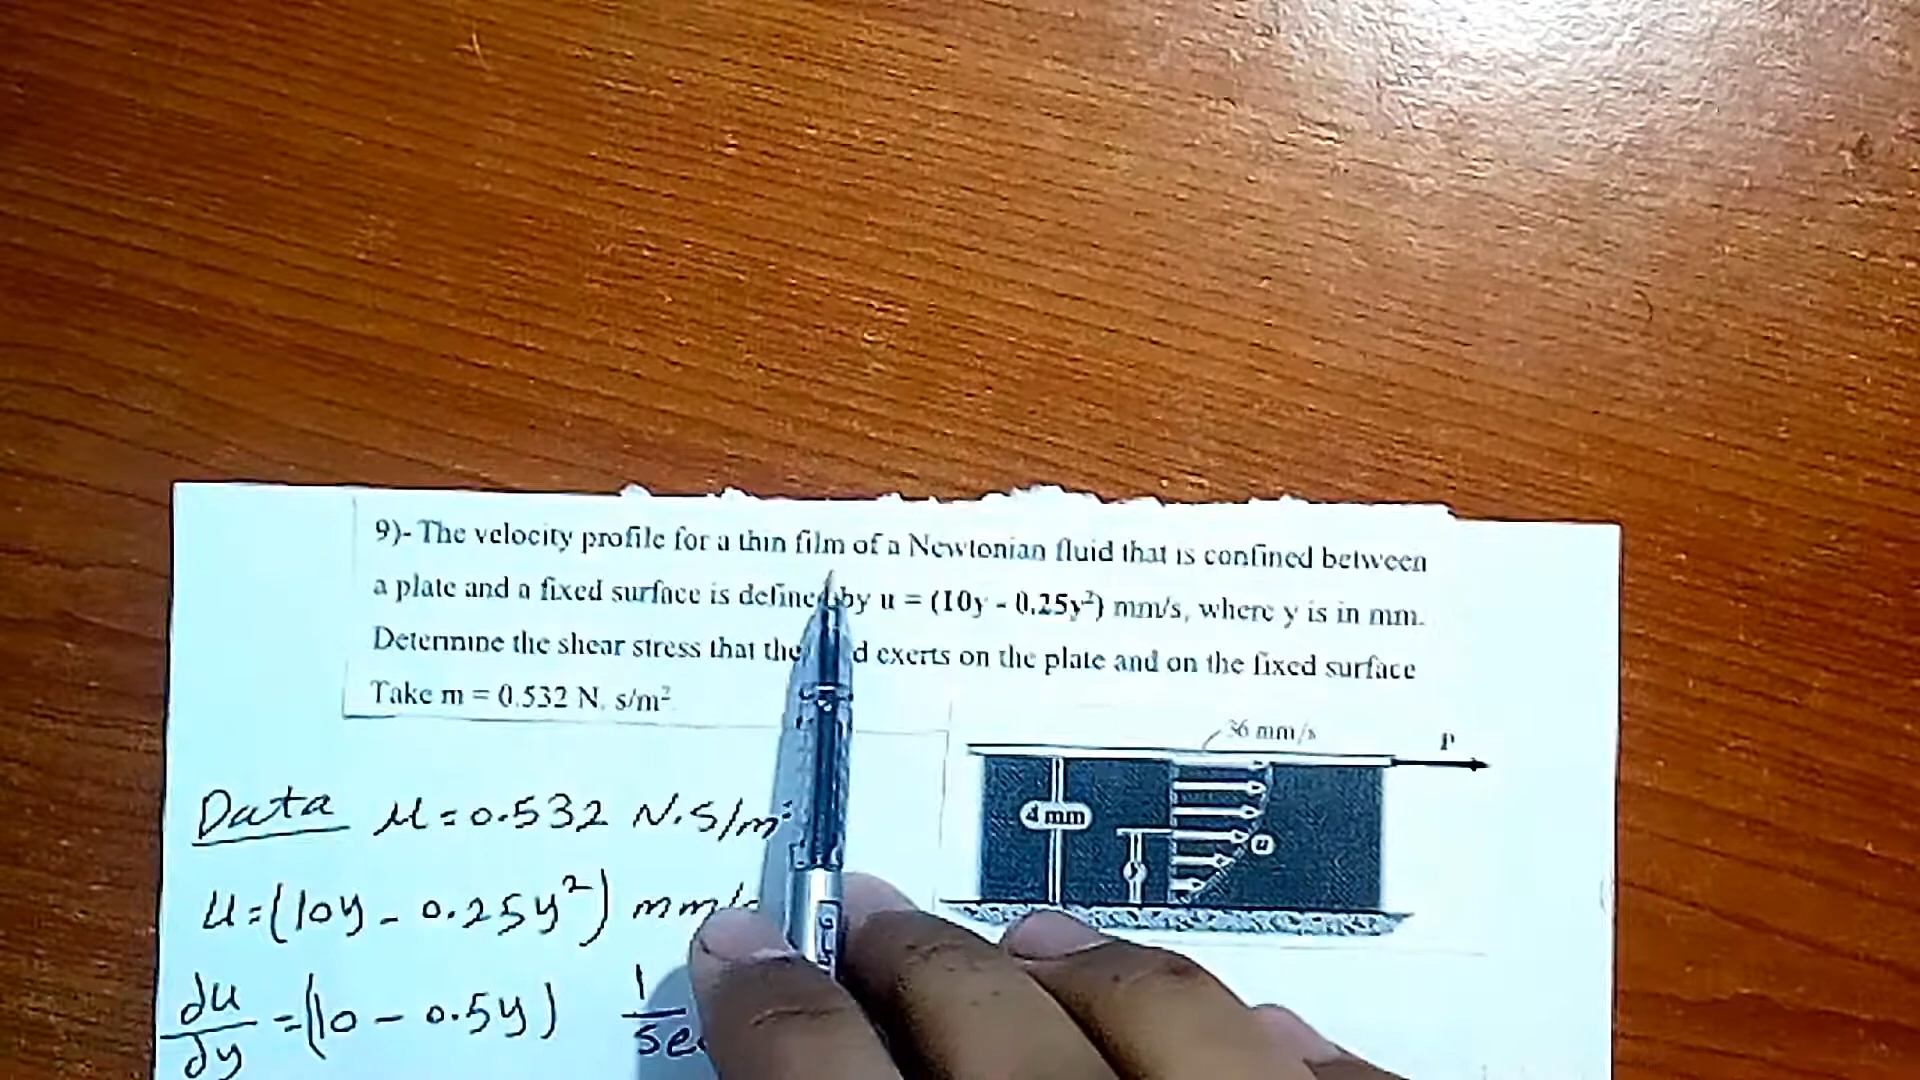 9)- The velocity profile for a thin film of a Newtonian fluid that is confined between
a plate and a fixed surface is defined by u = (10y - 0.25y²) mm/s, where y is in mm.
Determine the shear stress that the d exerts on the plate and on the fixed surface
Take m = 0.532 N. s/m²
36 mm/s
P
4 mm
y
u
Data μ = 0.532 N.S/m²
u = (10y - 0.25y²) mm/s
du/dy = (10 - 0.5y) 1/sec